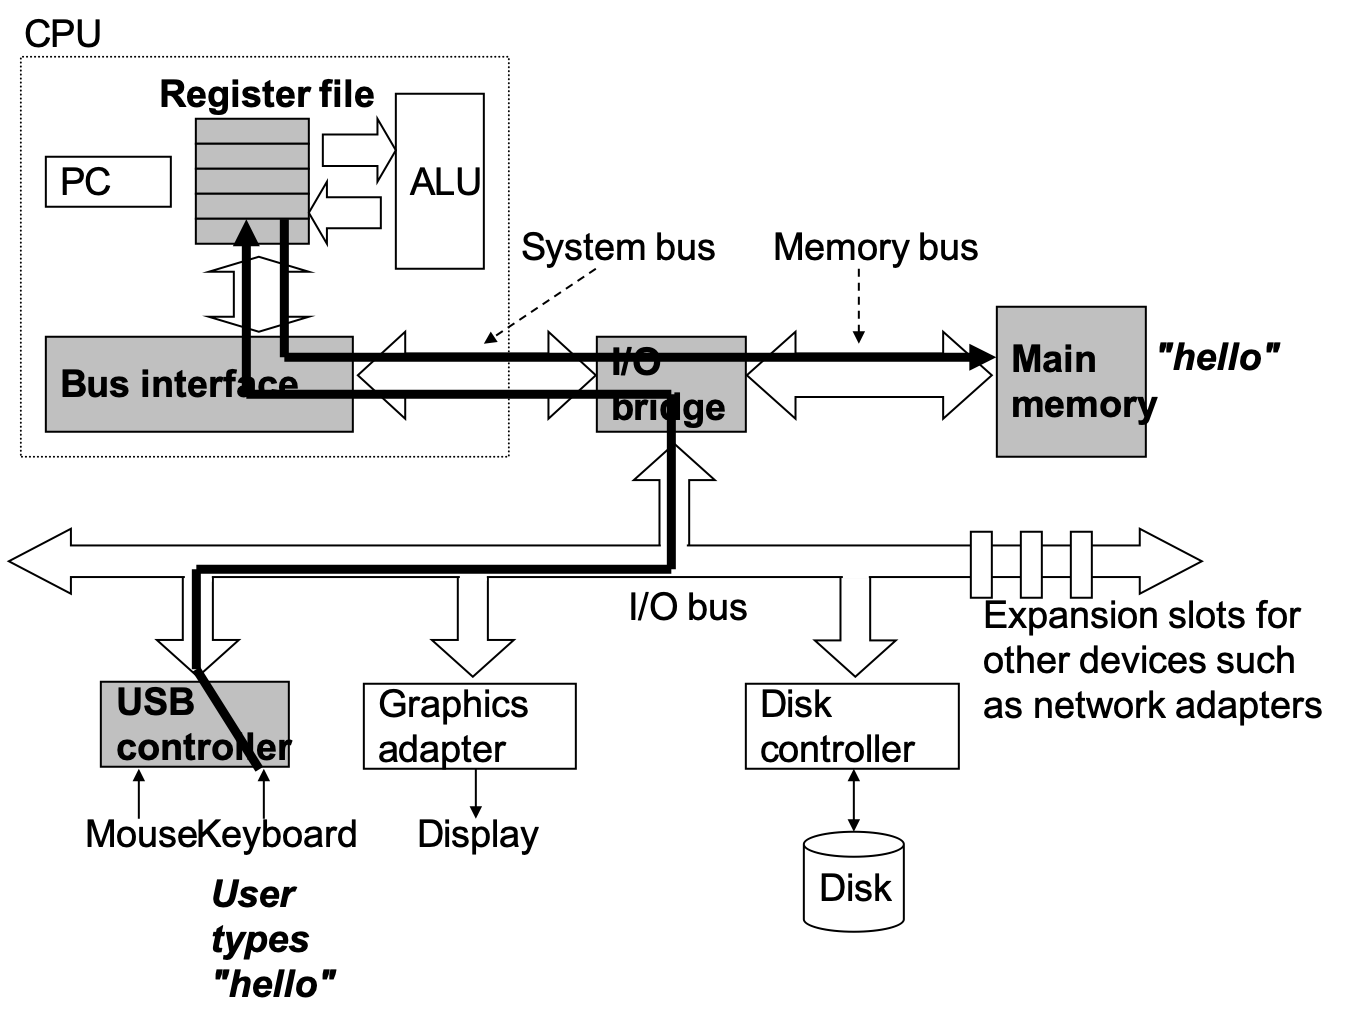 CPU
Register file
PC
ALU
System bus
Memory bus
Bus interface
I/O
bridge
Main
memory
"hello"
I/O bus
Expansion slots for
other devices such
as network adapters
USB
controller
Graphics
adapter
Disk
controller
Mouse
Keyboard
Display
Disk
User
types
"hello"